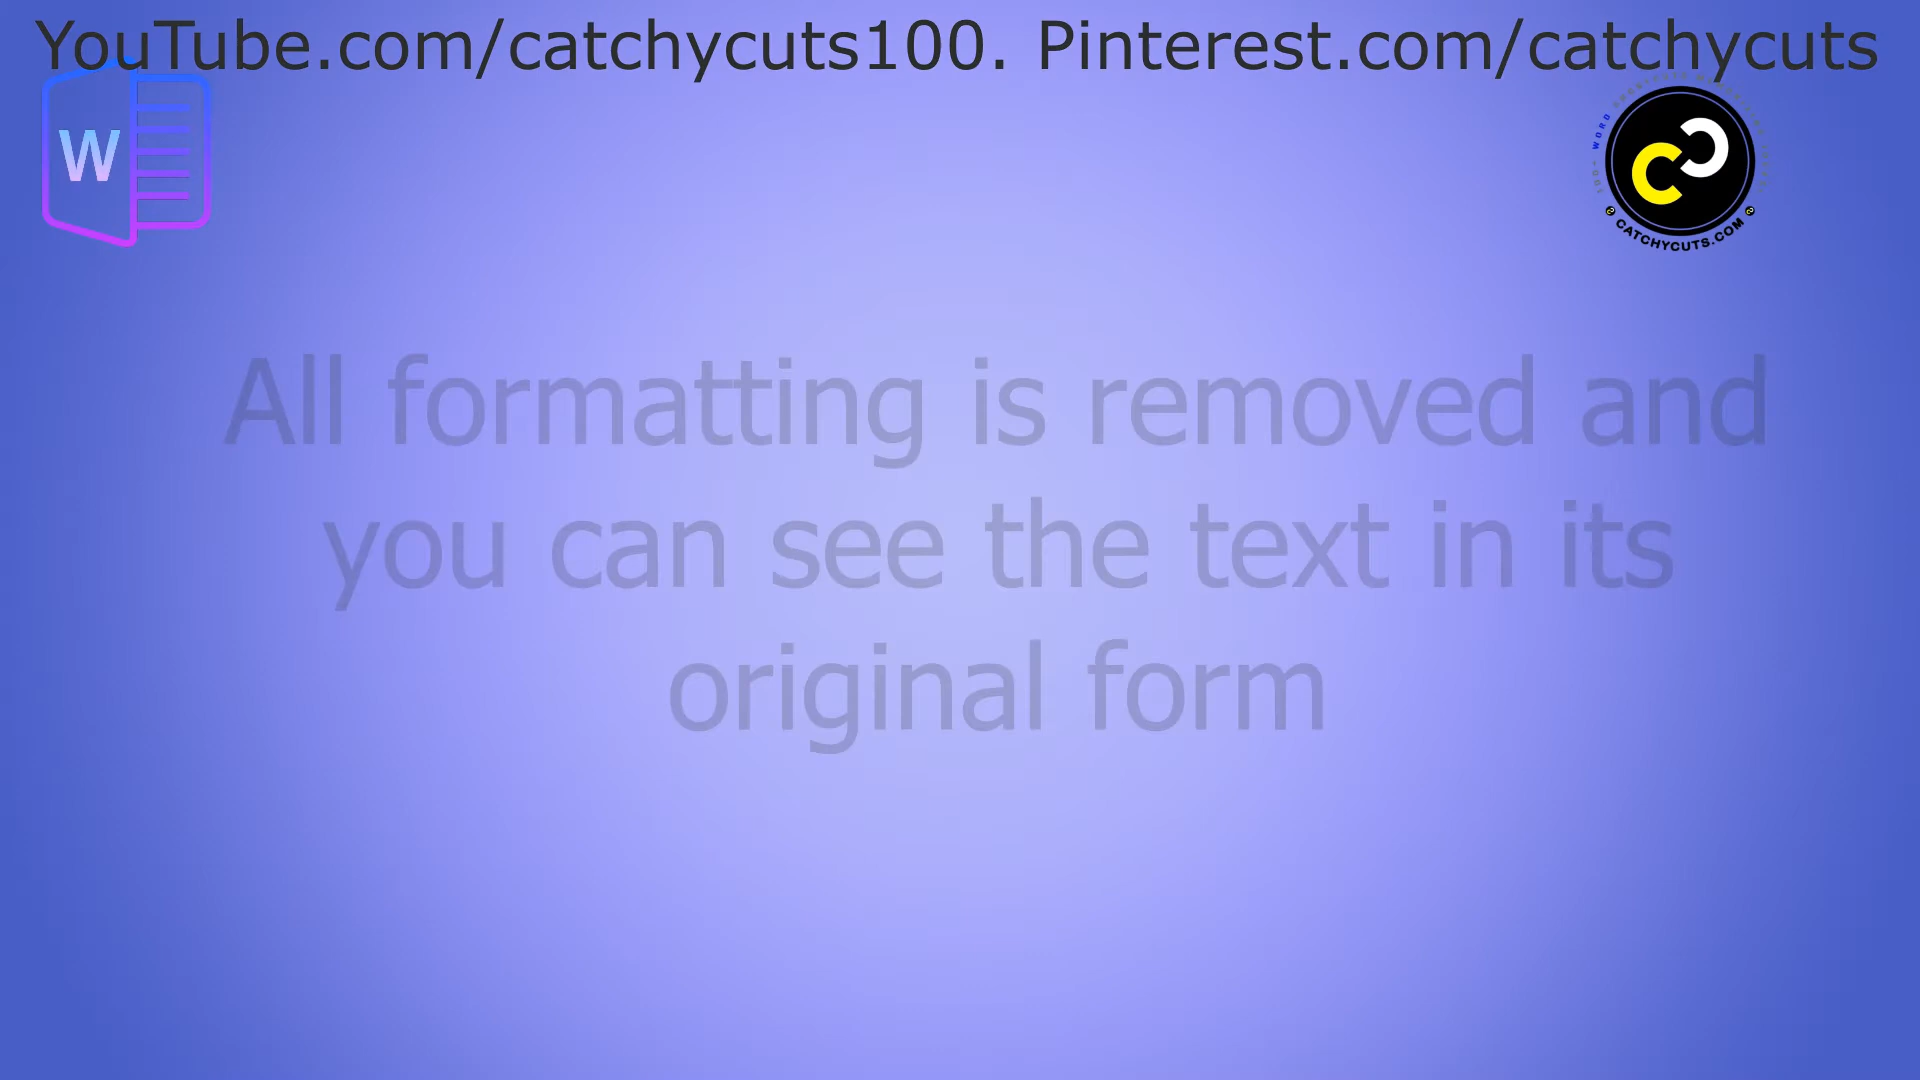 YouTube.com/catchycuts100. Pinterest.com/catchycuts
W
WORD
CATCHYCUTS.COM
All formatting is removed and
you can see the text in its
original form